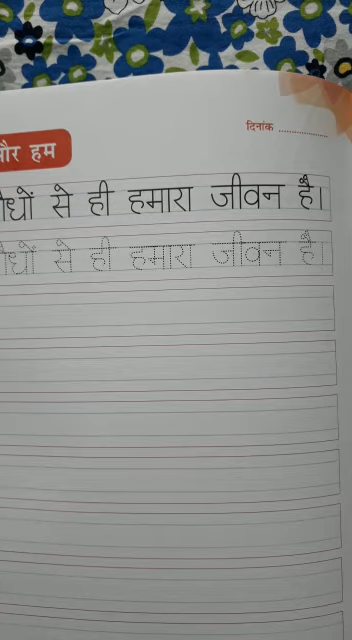 दिनांक ....................
और हम
से ही हमारा जीवन है।
से ही हमारा जीवन है।